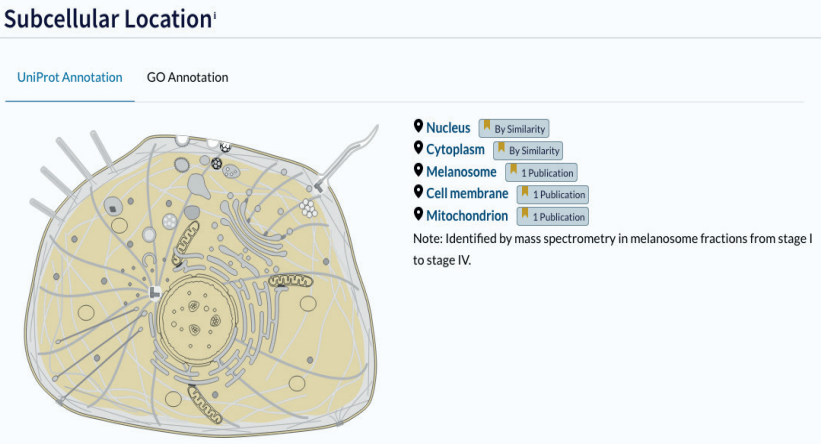 Subcellular Locationⁱ
UniProt Annotation GO Annotation
Nucleus By Similarity
Cytoplasm By Similarity
Melanosome 1 Publication
Cell membrane 1 Publication
Mitochondrion 1 Publication
Note: Identified by mass spectrometry in melanosome fractions from stage I
to stage IV.